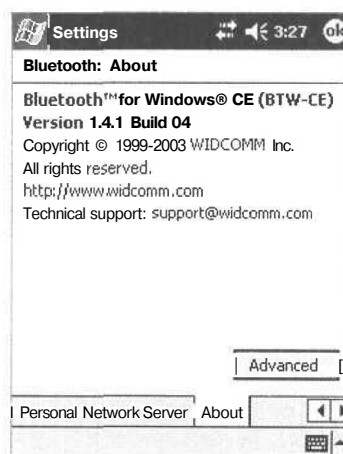 Settings 3:27 ok
Bluetooth: About
Bluetooth™for Windows® CE (BTW-CE)
Version 1.4.1 Build 04
Copyright © 1999-2003 WIDCOMM Inc.
All rights reserved.
http://www.widcomm.com
Technical support: support@widcomm.com
Advanced
Personal Network Server About